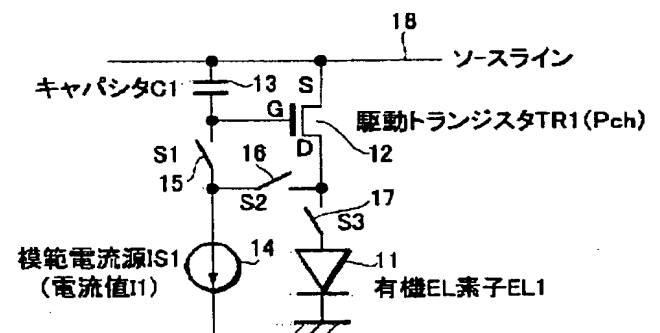 18
ソースライン
キャパシタC1
13
S
G
駆動トランジスタTR1(Pch)
D
12
S1
16
15
S2
17
S3
模範電流源IS1
14
11
(電流値I1)
有機EL素子EL1